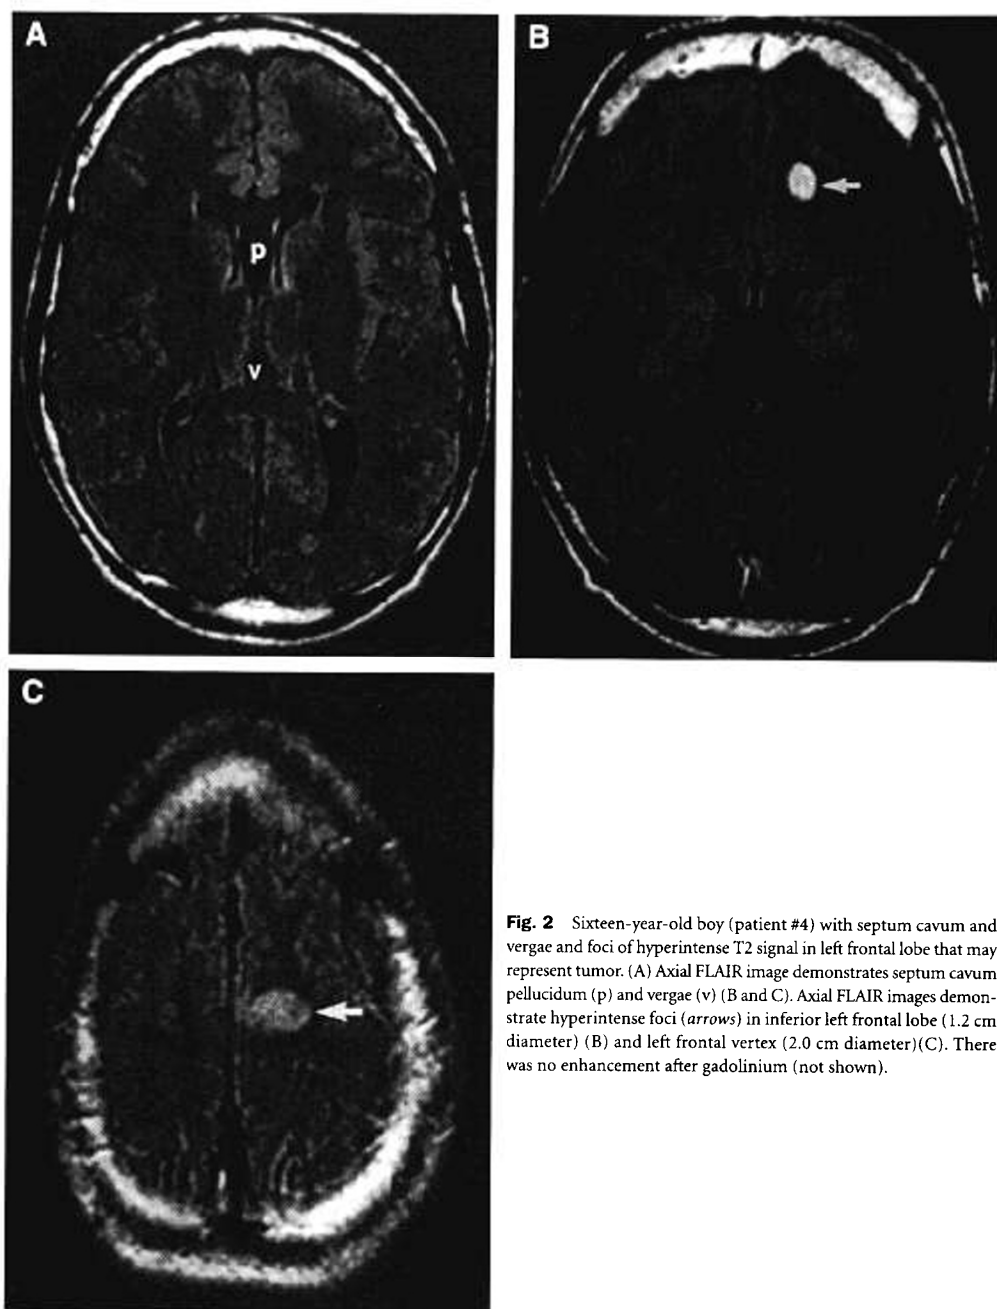 A
B
p
v
C
Fig. 2 Sixteen-year-old boy (patient #4) with septum cavum and
vergae and foci of hyperintense T2 signal in left frontal lobe that may
represent tumor. (A) Axial FLAIR image demonstrates septum cavum
pellucidum (p) and vergae (v) (B and C). Axial FLAIR images demon-
strate hyperintense foci (arrows) in inferior left frontal lobe (1.2 cm
diameter) (B) and left frontal vertex (2.0 cm diameter)(C). There
was no enhancement after gadolinium (not shown).